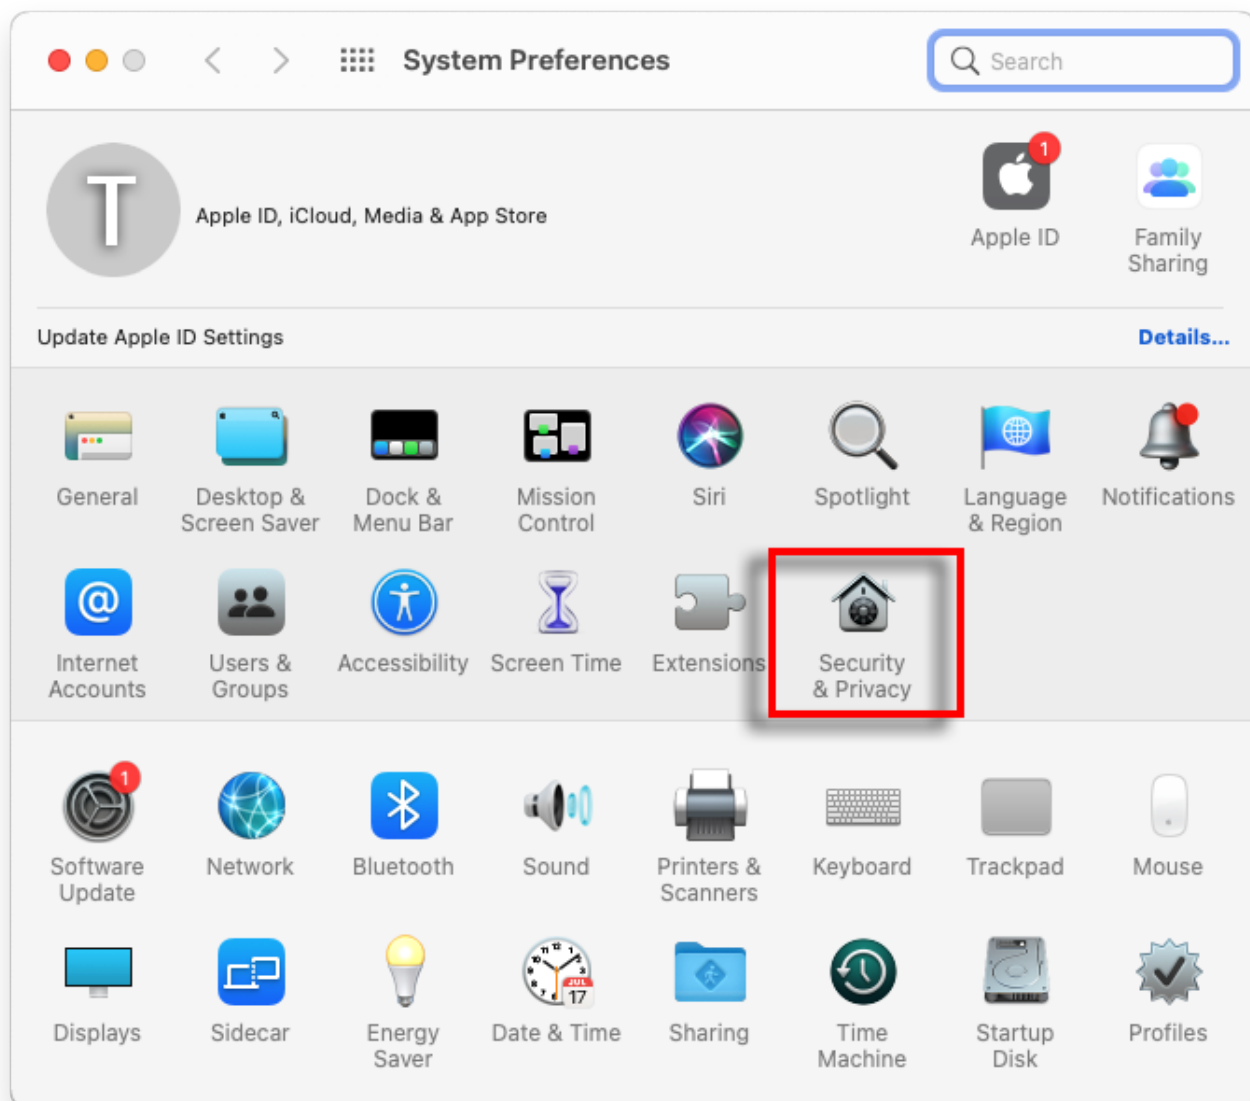 System Preferences
Search
T
Apple ID, iCloud, Media & App Store
1
Apple ID
Family
Sharing
Update Apple ID Settings
Details...
General
Desktop &
Screen Saver
Dock &
Menu Bar
Mission
Control
Siri
Spotlight
Language
& Region
Notifications
@
Internet
Accounts
Users &
Groups
Accessibility
Screen Time
Extensions
Security
& Privacy
1
Software
Update
Network
Bluetooth
Sound
Printers &
Scanners
Keyboard
Trackpad
Mouse
Displays
Sidecar
Energy
Saver
JUL
17
Date & Time
Sharing
Time
Machine
Startup
Disk
Profiles